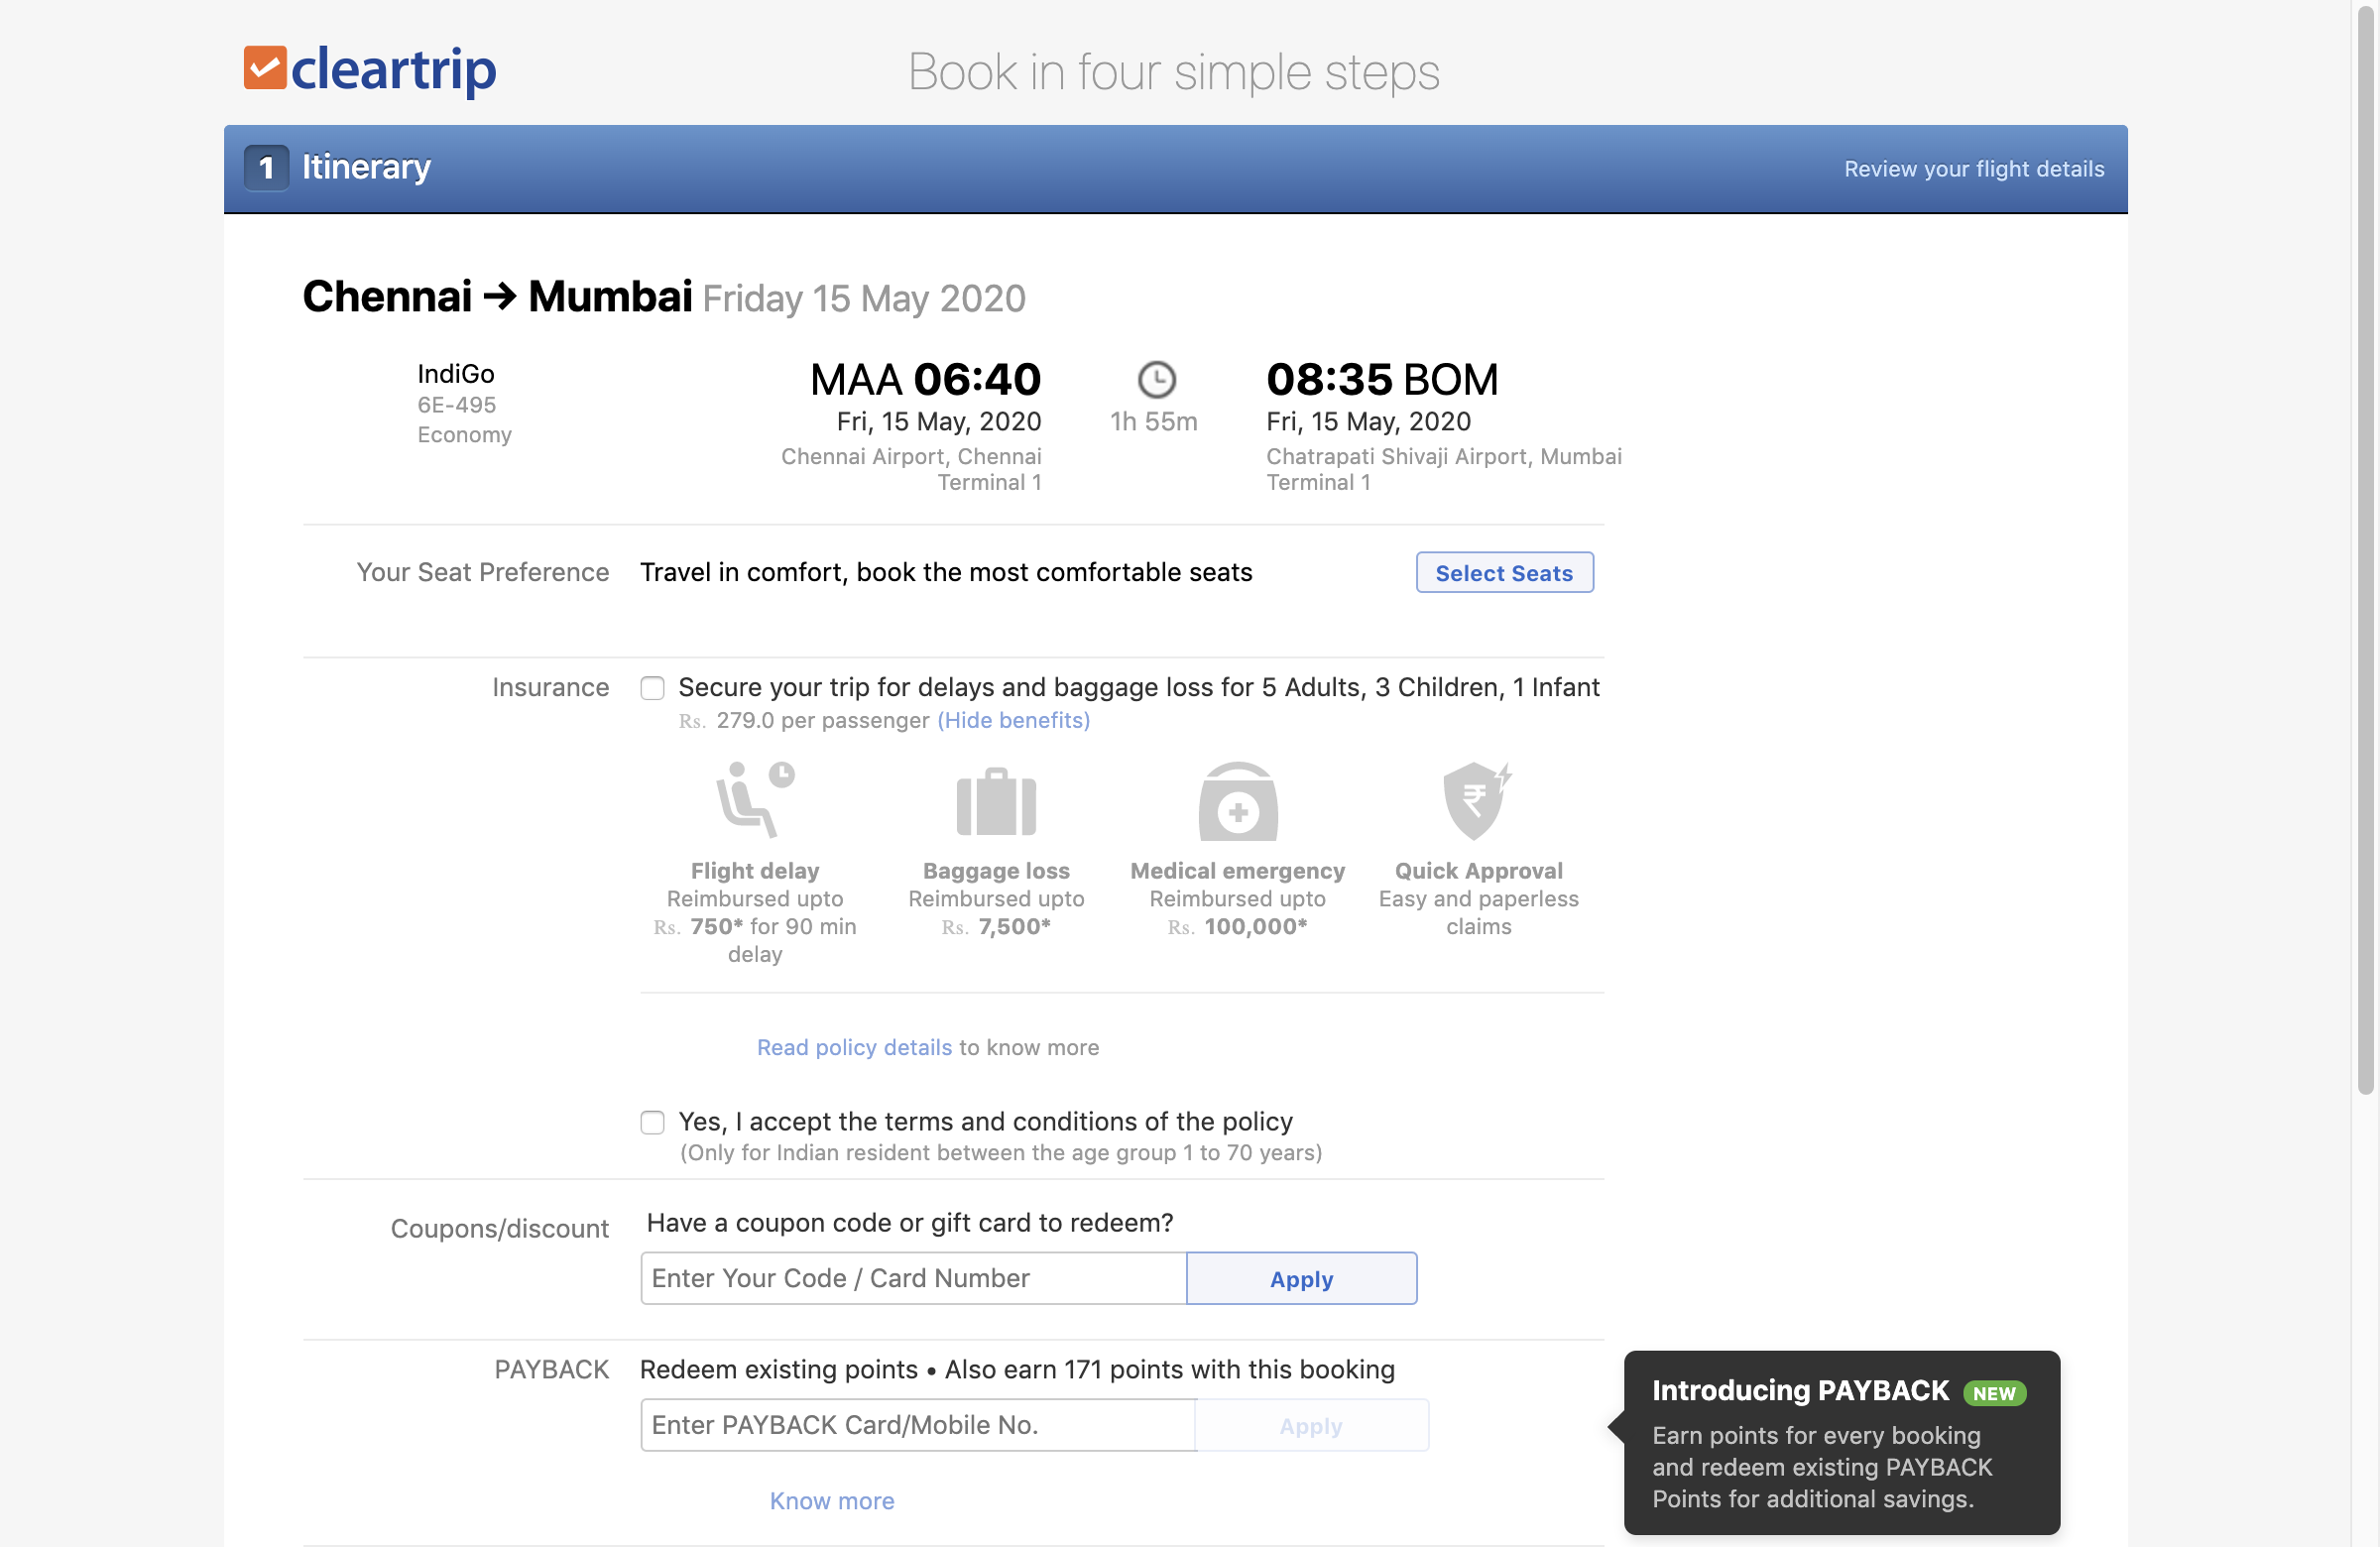 cleartrip
Book in four simple steps
1 Itinerary
Review your flight details
Chennai → Mumbai Friday 15 May 2020
IndiGo
6E-495
Economy
MAA 06:40
Fri, 15 May, 2020
Chennai Airport, Chennai
Terminal 1
1h 55m
08:35 BOM
Fri, 15 May, 2020
Chatrapati Shivaji Airport, Mumbai
Terminal 1
Your Seat Preference
Travel in comfort, book the most comfortable seats
Select Seats
Insurance
Secure your trip for delays and baggage loss for 5 Adults, 3 Children, 1 Infant
Rs. 279.0 per passenger (Hide benefits)
Flight delay
Reimbursed upto
Rs. 750* for 90 min
delay
Baggage loss
Reimbursed upto
Rs. 7,500*
Medical emergency
Reimbursed upto
Rs. 100,000*
₹
Quick Approval
Easy and paperless
claims
Read policy details to know more
Yes, I accept the terms and conditions of the policy
(Only for Indian resident between the age group 1 to 70 years)
Coupons/discount
Have a coupon code or gift card to redeem?
Enter Your Code / Card Number
Apply
PAYBACK
Redeem existing points • Also earn 171 points with this booking
Enter PAYBACK Card/Mobile No.
Apply
Know more
Introducing PAYBACK NEW
Earn points for every booking
and redeem existing PAYBACK
Points for additional savings.